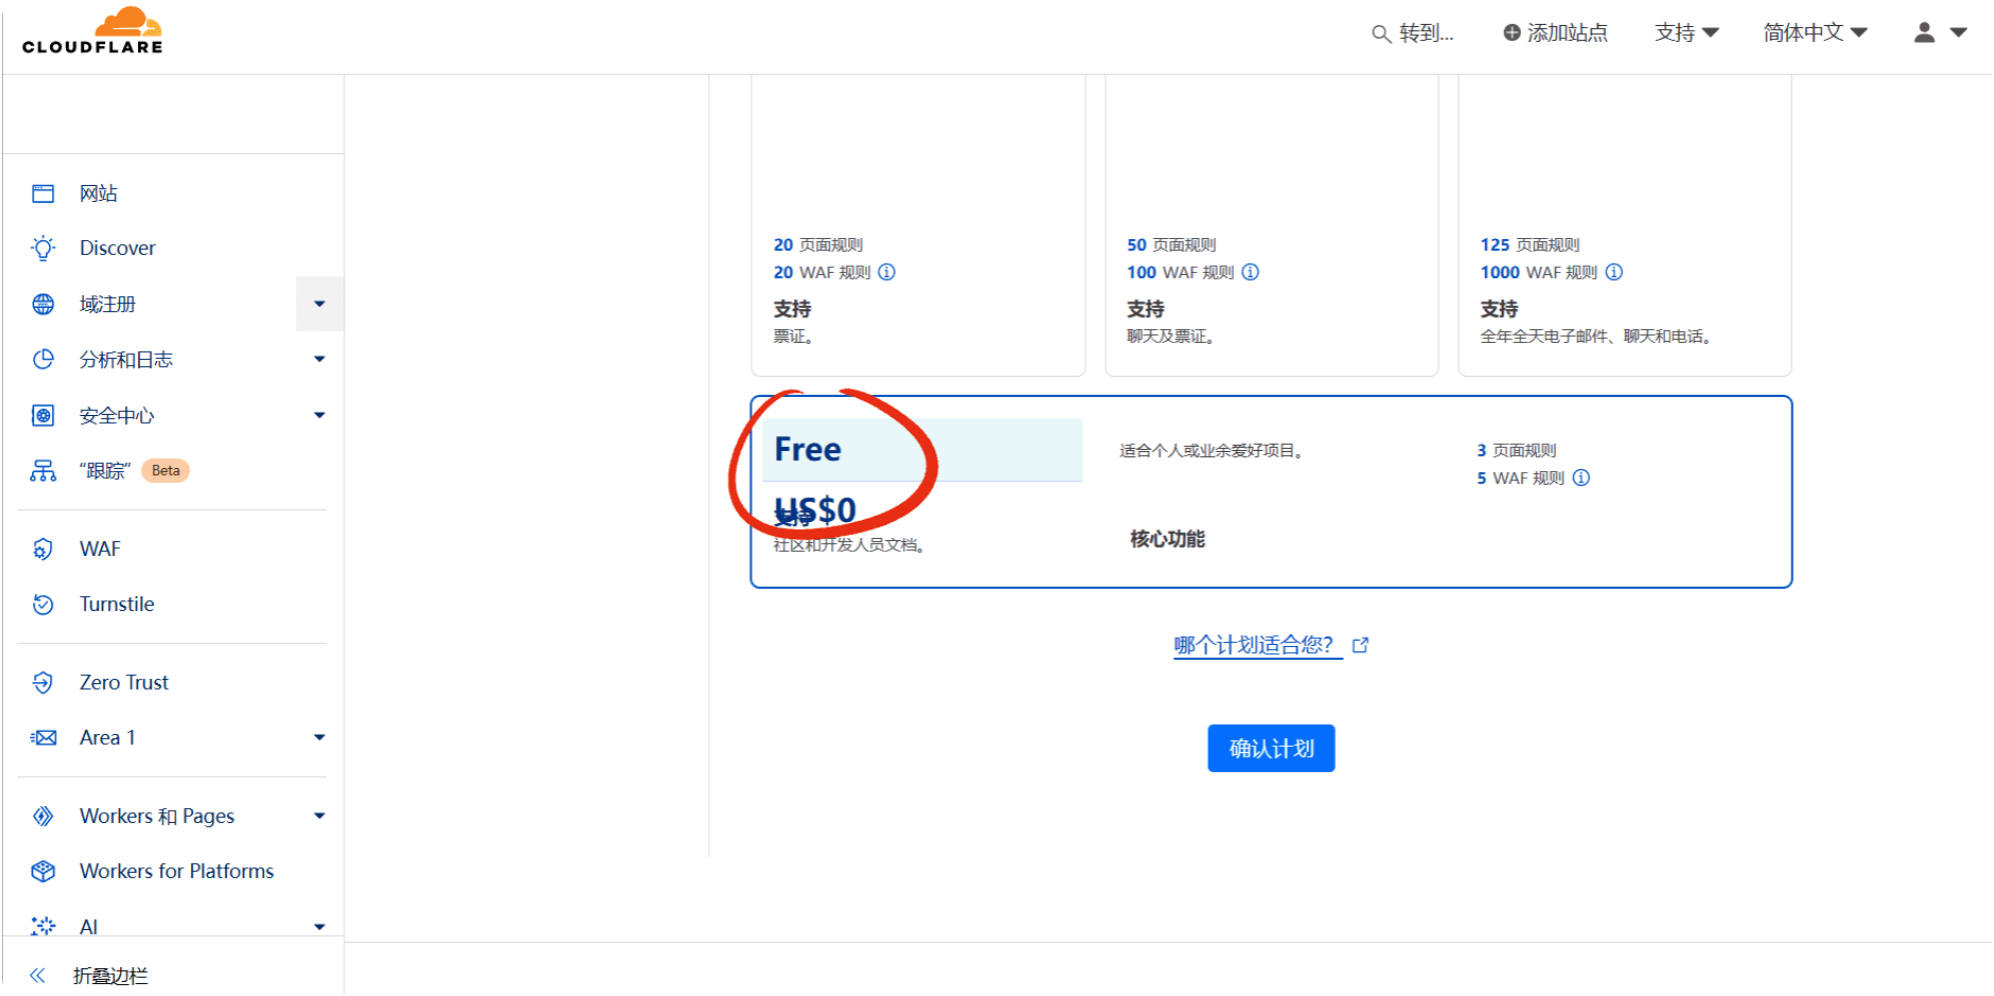 CLOUDFLARE
转到...
添加站点
支持
简体中文
网站
Discover
域注册
分析和日志
安全中心
“跟踪” Beta
WAF
Turnstile
Zero Trust
Area 1
Workers 和 Pages
Workers for Platforms
AI
折叠边栏
20 页面规则
20 WAF 规则
支持
票证。
50 页面规则
100 WAF 规则
支持
聊天及票证。
125 页面规则
1000 WAF 规则
支持
全年全天电子邮件、聊天和电话。
Free
US$0
支持
社区和开发人员文档。
适合个人或业余爱好项目。
核心功能
3 页面规则
5 WAF 规则
哪个计划适合您？
确认计划